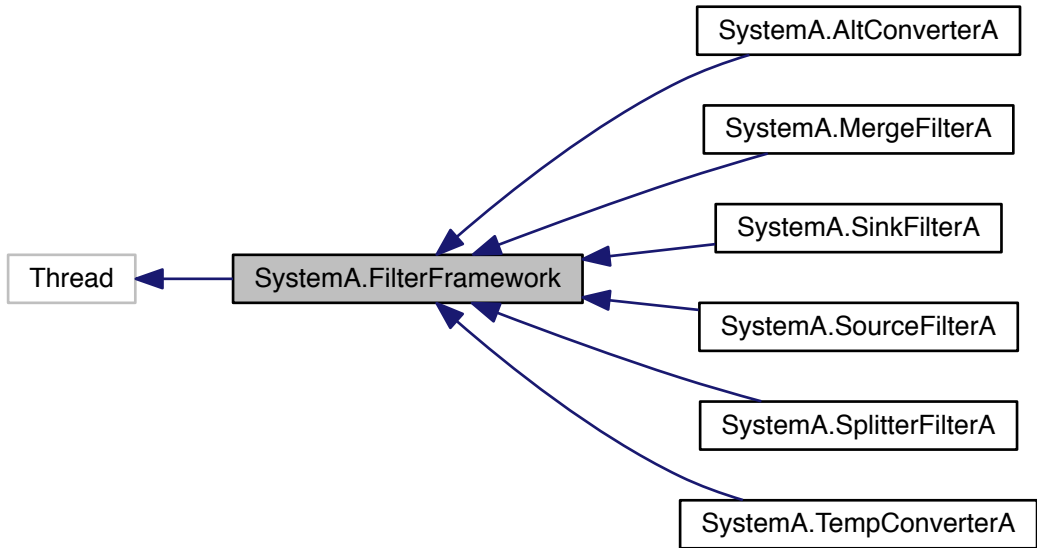 SystemA.AltConverterA
SystemA.MergeFilterA
SystemA.SinkFilterA
Thread
SystemA.FilterFramework
SystemA.SourceFilterA
SystemA.SplitterFilterA
SystemA.TempConverterA